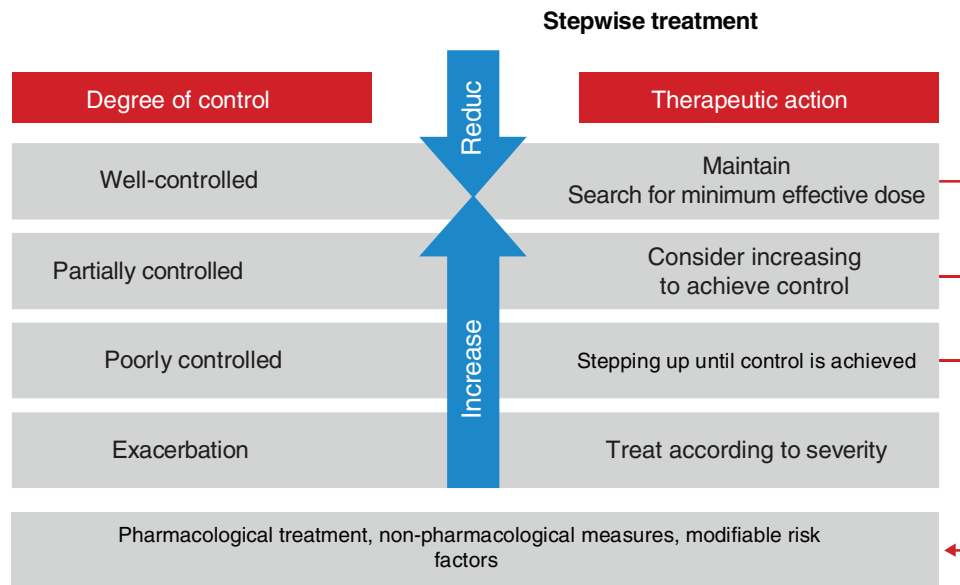 Stepwise treatment
Degree of control
Reduc
Therapeutic action
Well-controlled
Maintain
Search for minimum effective dose
Partially controlled
Consider increasing
to achieve control
Increase
Poorly controlled
Stepping up until control is achieved
Exacerbation
Treat according to severity
Pharmacological treatment, non-pharmacological measures, modifiable risk
factors